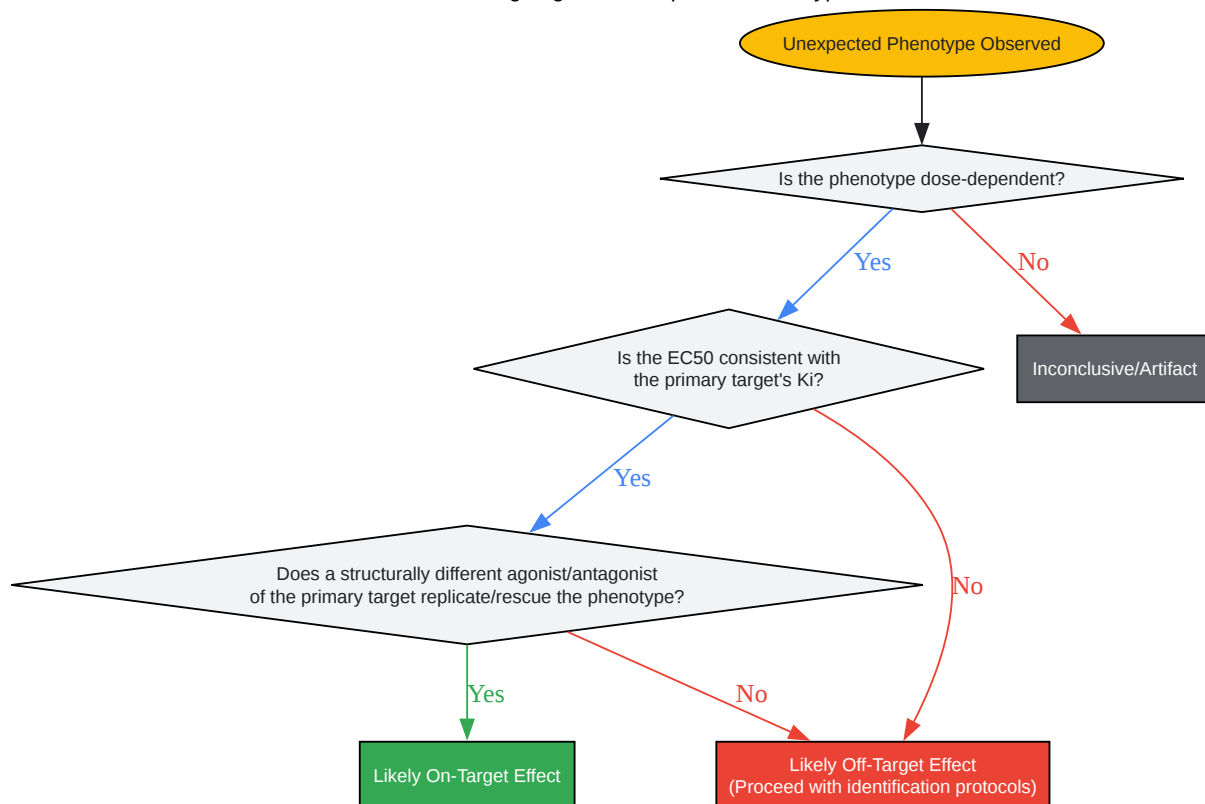 Unexpected Phenotype Observed
Is the phenotype dose-dependent?
Yes
No
Is the EC50 consistent with
the primary target's Ki?
Inconclusive/Artifact
Yes
No
Does a structurally different agonist/antagonist
of the primary target replicate/rescue the phenotype?
Yes
No
Likely On-Target Effect
Likely Off-Target Effect
(Proceed with identification protocols)